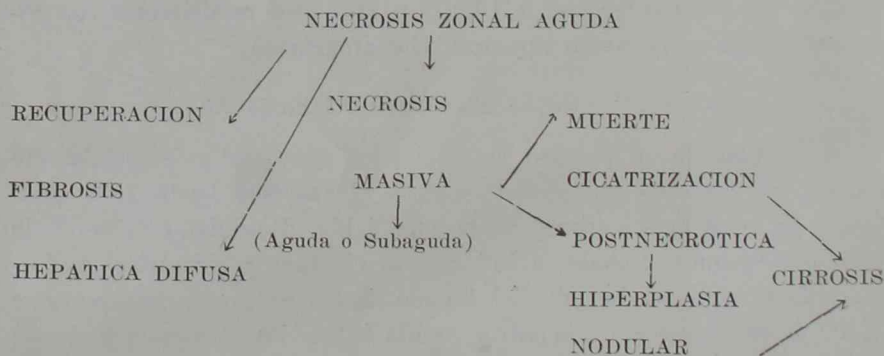 NECROSIS ZONAL AGUDA
RECUPERACION
NECROSIS
MUERTE
FIBROSIS
MASIVA
CICATRIZACION
(Aguda o Subaguda)
POSTNECROTICA
HEPATICA DIFUSA
CIRROSIS
HIPERPLASIA
NODULAR